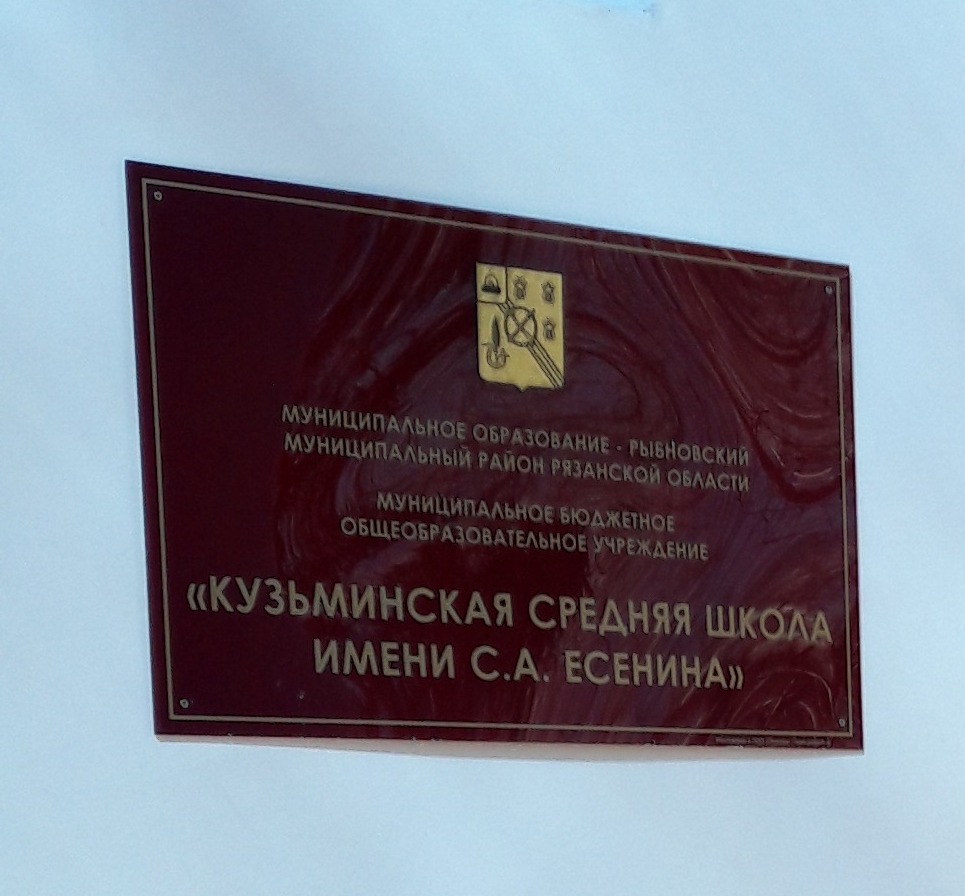 МУНИЦИПАЛЬНОЕ ОБРАЗОВАНИЕ - РЫБНОВСКИЙ
МУНИЦИПАЛЬНЫЙ РАЙОН РЯЗАНСКОЙ ОБЛАСТИ
МУНИЦИПАЛЬНОЕ БЮДЖЕТНОЕ
ОБЩЕОБРАЗОВАТЕЛЬНОЕ УЧРЕЖДЕНИЕ
«КУЗЬМИНСКАЯ СРЕДНЯЯ ШКОЛА
ИМЕНИ С.А. ЕСЕНИНА»